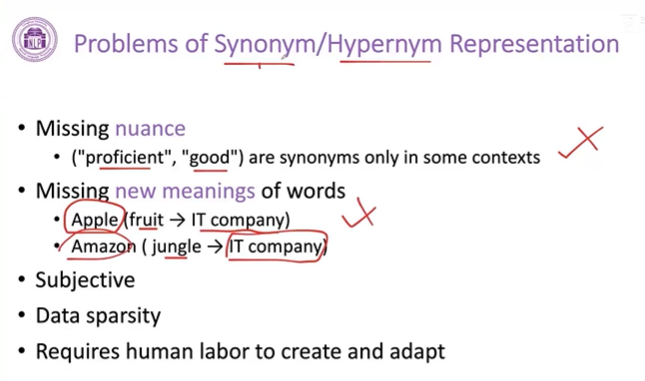 NLP
Problems of Synonym/Hypernym Representation
• Missing nuance
• ("proficient", "good") are synonyms only in some contexts
• Missing new meanings of words
• Apple (fruit → IT company)
• Amazon ( jungle → IT company)
• Subjective
• Data sparsity
• Requires human labor to create and adapt